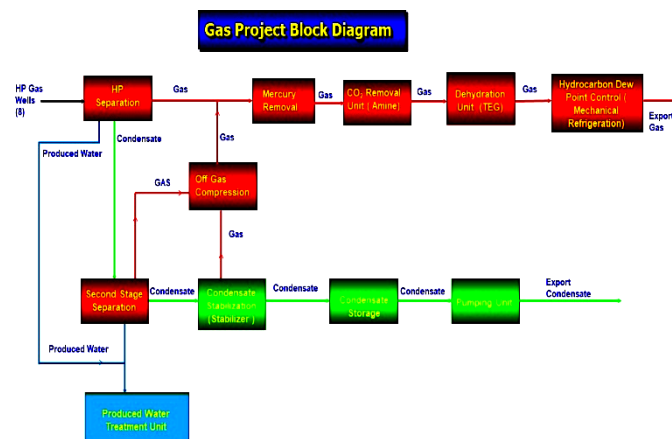 Gas Project Block Diagram
HP Gas
Wells
(8)
HP
Separation
Gas
Mercury
Removal
Gas
CO₂ Removal
Unit ( Amine)
Gas
Dehydration
Unit (TEG)
Gas
Hydrocarbon Dew
Point Control (
Mechanical
Refrigeration)
Export
Gas
Produced Water
Condensate
Gas
GAS
Off Gas
Compression
Gas
Second Stage
Separation
Condensate
Condensate
Stabilization
(Stabilizer )
Condensate
Condensate
Storage
Condensate
Pumping Unit
Export
Condensate
Produced Water
Produced Water
Treatment Unit